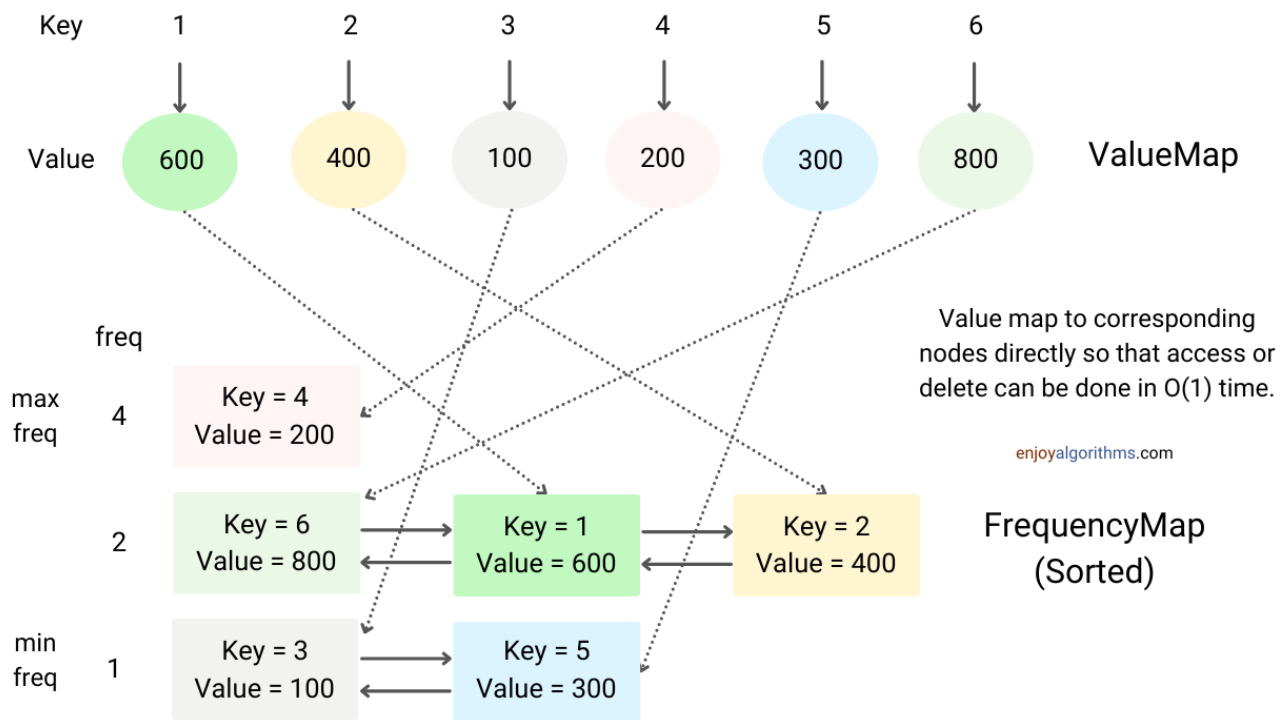 Key 1 2 3 4 5 6
Value 600 400 100 200 300 800 ValueMap
Value map to corresponding
nodes directly so that access or
delete can be done in O(1) time.
enjoyalgorithms.com
freq
max
freq
4
Key = 4
Value = 200
2
Key = 6
Value = 800
Key = 1
Value = 600
Key = 2
Value = 400
FrequencyMap
(Sorted)
min
freq
1
Key = 3
Value = 100
Key = 5
Value = 300